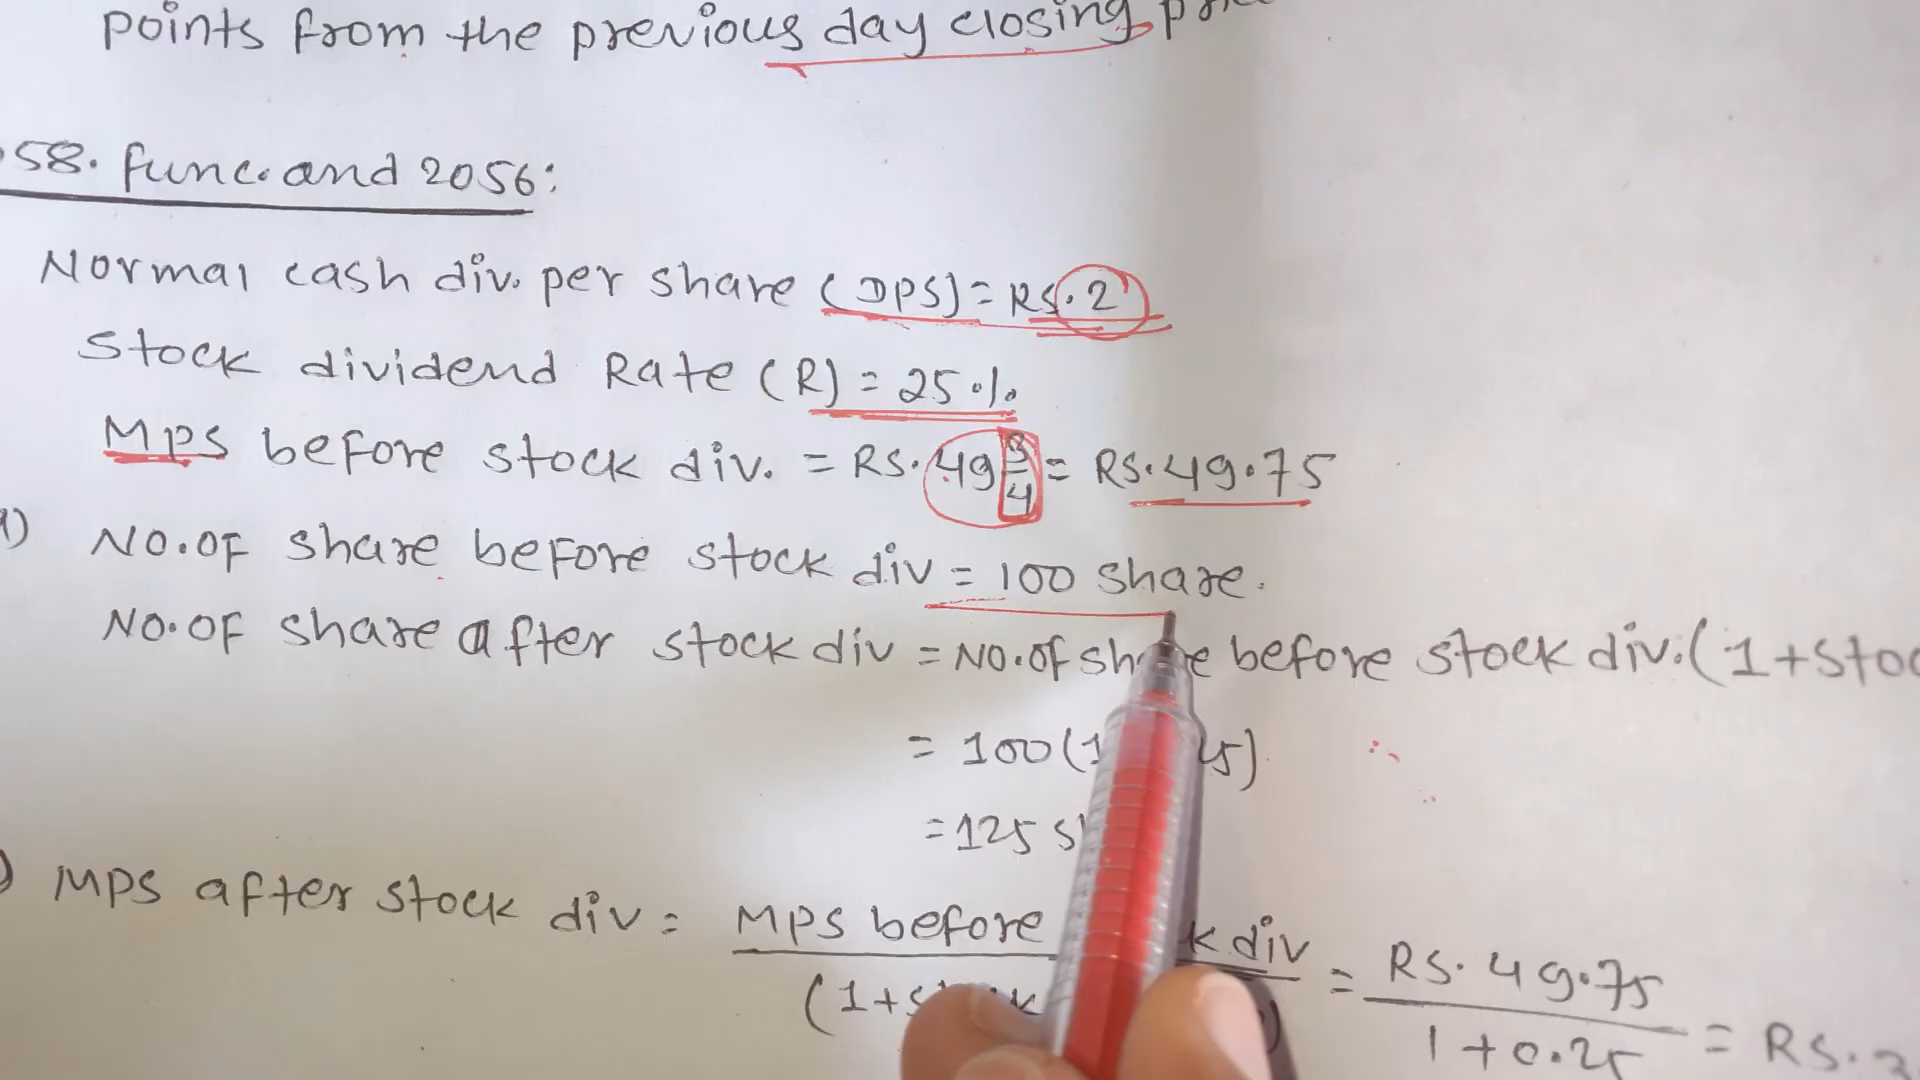 points from the previous day closing
58. func. and 2056:
Normal cash div. per share (DPS) = RS. 2
Stock dividend Rate (R) = 25%
MPS before stock div. = RS. 49 3/4 = RS. 49.75
No. of share before stock div = 100 share.
No. of share after stock div = No. of share before stock div. (1+stoc
= 100(1
= 125
MPS after stock div = MPS before div / (1+ = RS. 49.75 / 1+0.25 = RS. 3